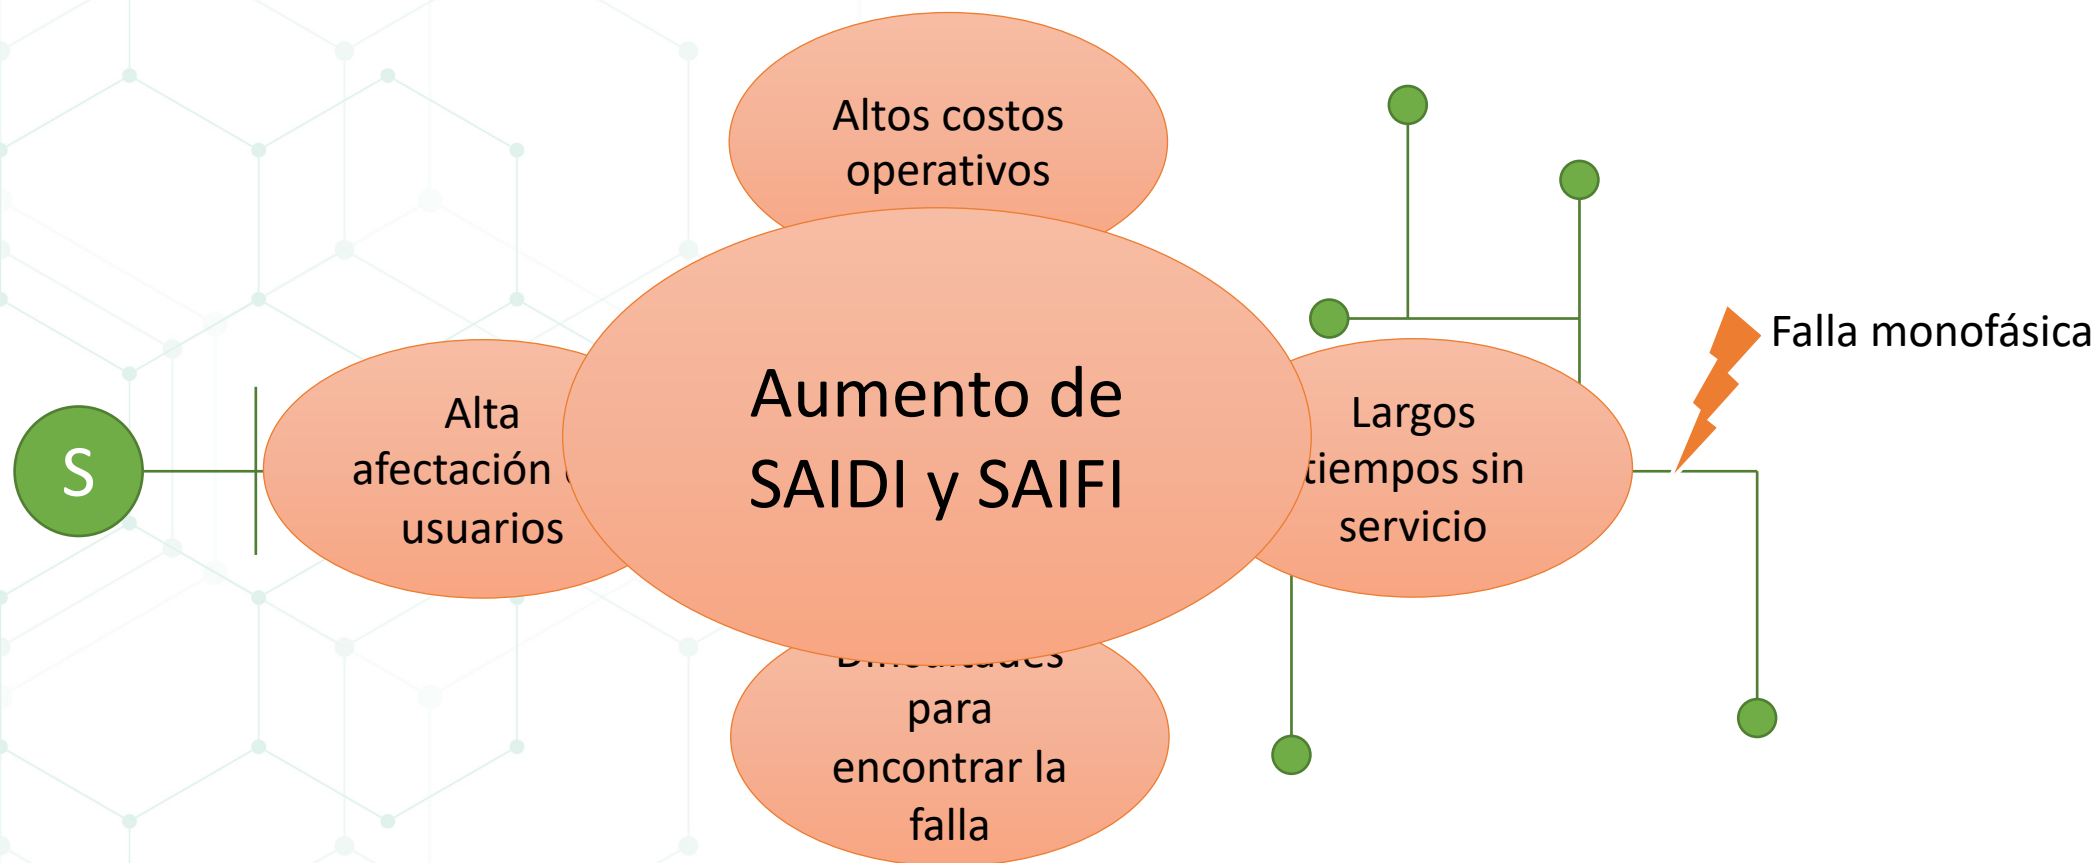 Altos costos
operativos
Falla monofásica
S
Alta
afectación
usuarios
Aumento de
SAIDI y SAIFI
Largos
tiempos sin
servicio
para
encontrar la
falla